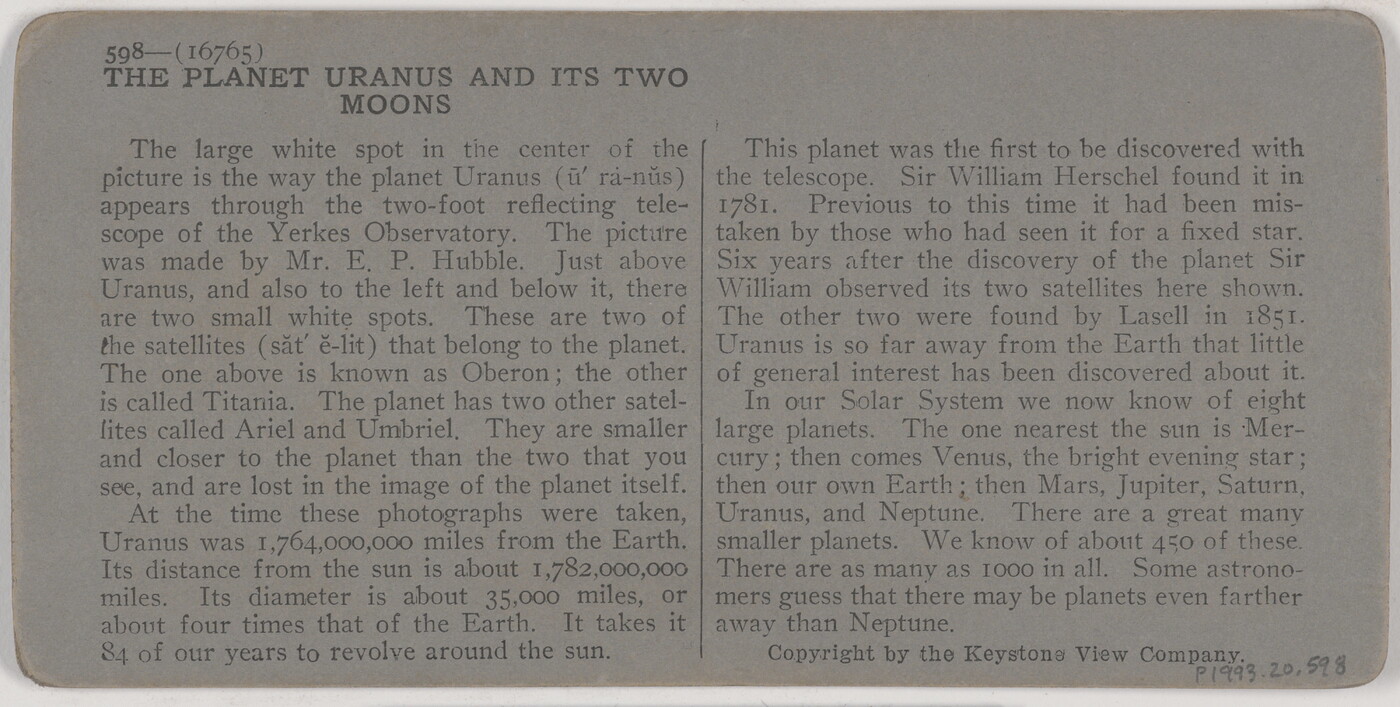 598—(16765)
THE PLANET URANUS AND ITS TWO
MOONS
The large white spot in the center of the
picture is the way the planet Uranus (ū′ rȧ-nŭs)
appears through the two-foot reflecting tele-
scope of the Yerkes Observatory. The picture
was made by Mr. E. P. Hubble. Just above
Uranus, and also to the left and below it, there
are two small white spots. These are two of
the satellites (săt′ ĕ-lit) that belong to the planet.
The one above is known as Oberon; the other
is called Titania. The planet has two other satel-
lites called Ariel and Umbriel. They are smaller
and closer to the planet than the two that you
see, and are lost in the image of the planet itself.
At the time these photographs were taken,
Uranus was 1,764,000,000 miles from the Earth.
Its distance from the sun is about 1,782,000,000
miles. Its diameter is about 35,000 miles, or
about four times that of the Earth. It takes it
84 of our years to revolve around the sun.
This planet was the first to be discovered with
the telescope. Sir William Herschel found it in
1781. Previous to this time it had been mis-
taken by those who had seen it for a fixed star.
Six years after the discovery of the planet Sir
William observed its two satellites here shown.
The other two were found by Lasell in 1851.
Uranus is so far away from the Earth that little
of general interest has been discovered about it.
In our Solar System we now know of eight
large planets. The one nearest the sun is Mer-
cury; then comes Venus, the bright evening star;
then our own Earth; then Mars, Jupiter, Saturn,
Uranus, and Neptune. There are a great many
smaller planets. We know of about 450 of these.
There are as many as 1000 in all. Some astrono-
mers guess that there may be planets even farther
away than Neptune.
Copyright by the Keystone View Company.
P1993.20.598